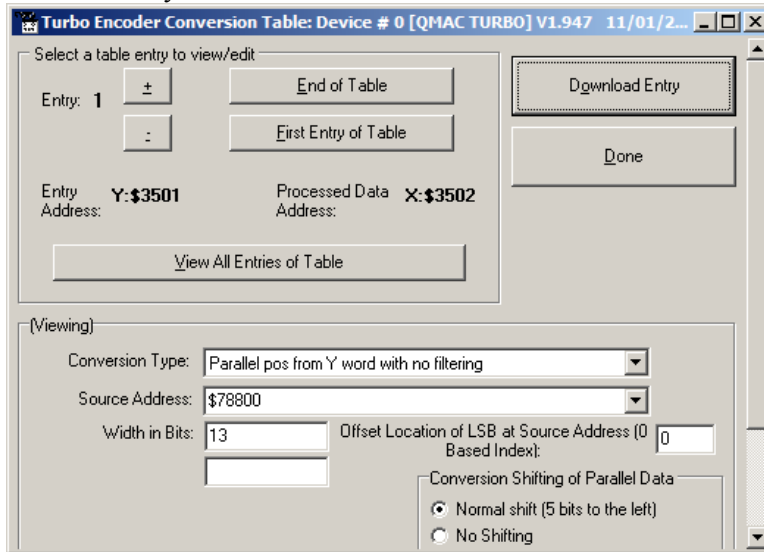 Turbo Encoder Conversion Table: Device # 0 [QMAC TURBO] V1.947 11/01/2...
Select a table entry to view/edit
Entry: 1
+
End of Table
Download Entry
-
First Entry of Table
Done
Entry Address: Y:$3501
Processed Data Address: X:$3502
View All Entries of Table
(Viewing)
Conversion Type: Parallel pos from Y word with no filtering
Source Address: $78800
Width in Bits: 13
Offset Location of LSB at Source Address (0 Based Index): 0
Conversion Shifting of Parallel Data
Normal shift (5 bits to the left)
No Shifting